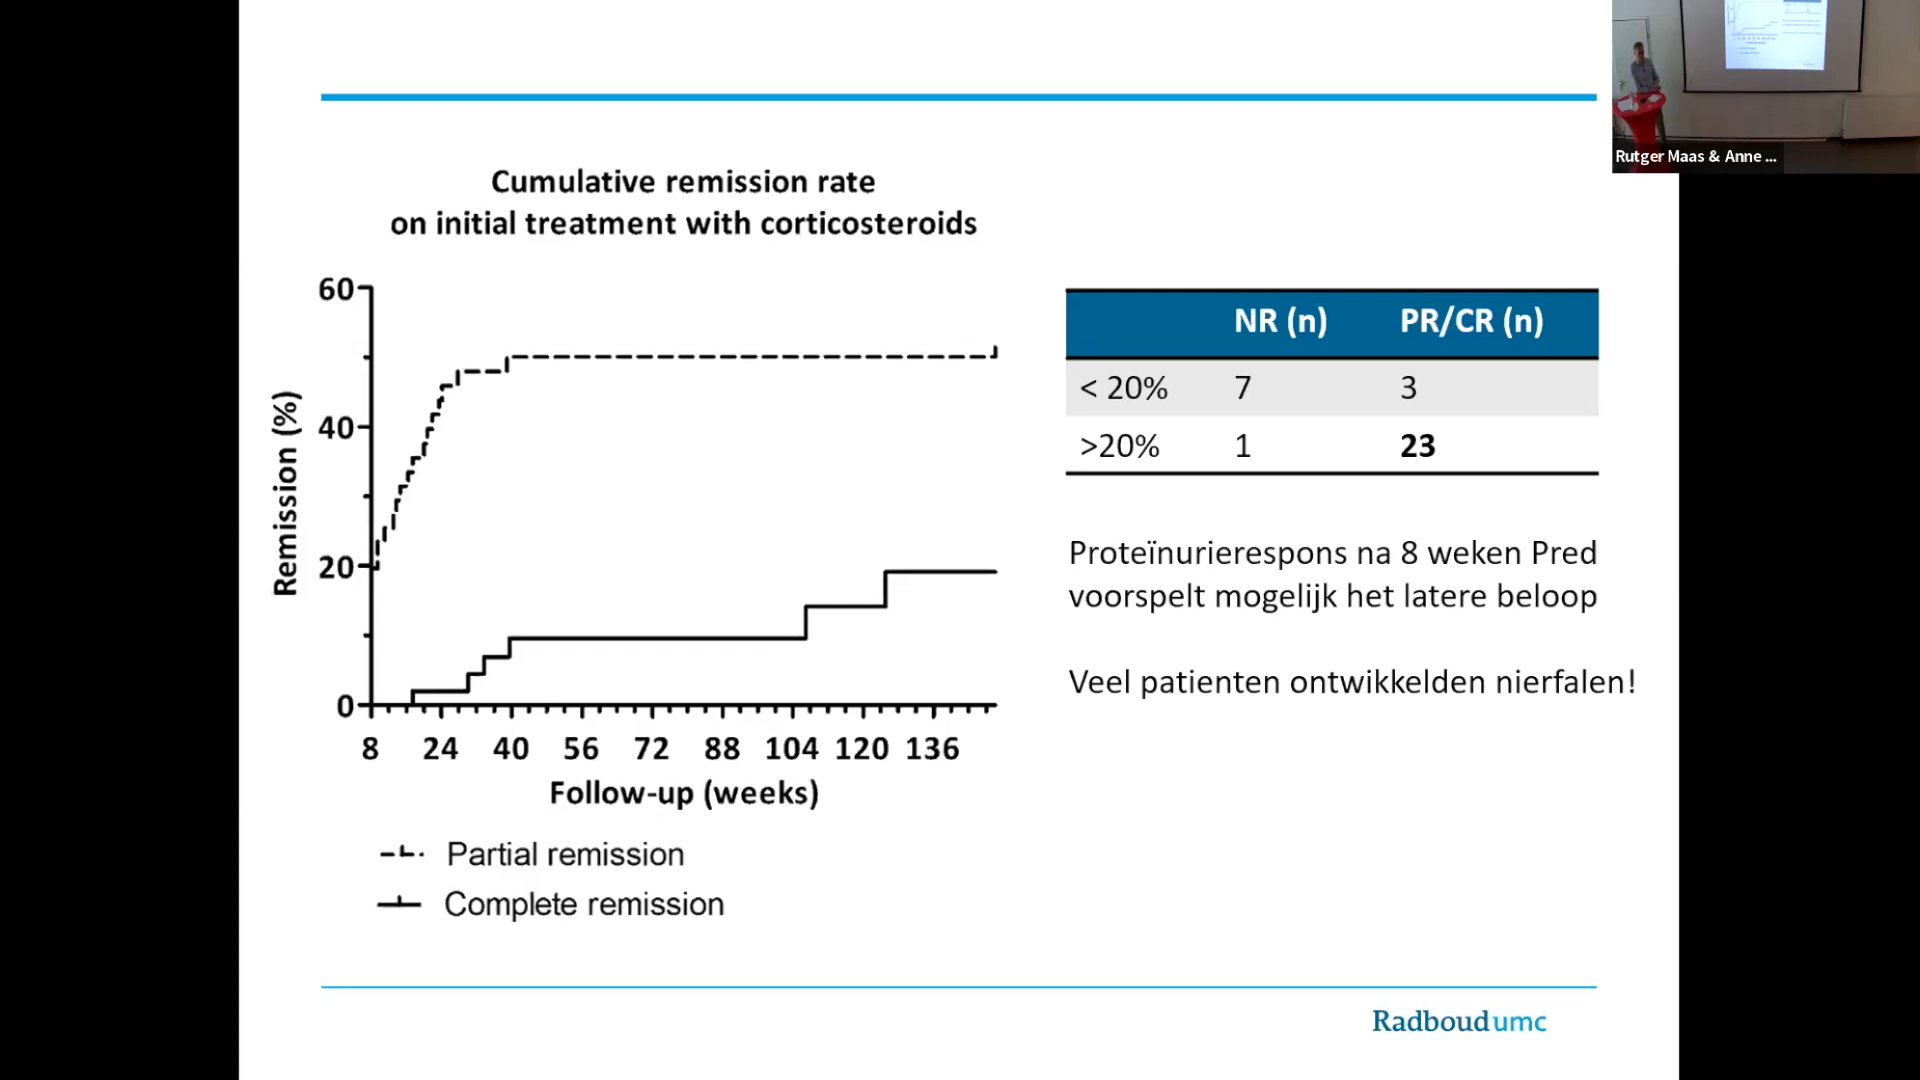 Rutger Maas & Anne ...
Cumulative remission rate
on initial treatment with corticosteroids
60
40
20
0
Remission (%)
8 24 40 56 72 88 104 120 136
Follow-up (weeks)
Partial remission
Complete remission
NR (n) PR/CR (n)
< 20% 7 3
>20% 1 23
Proteïnurierespons na 8 weken Pred
voorspelt mogelijk het latere beloop
Veel patienten ontwikkelden nierfalen!
Radboudumc